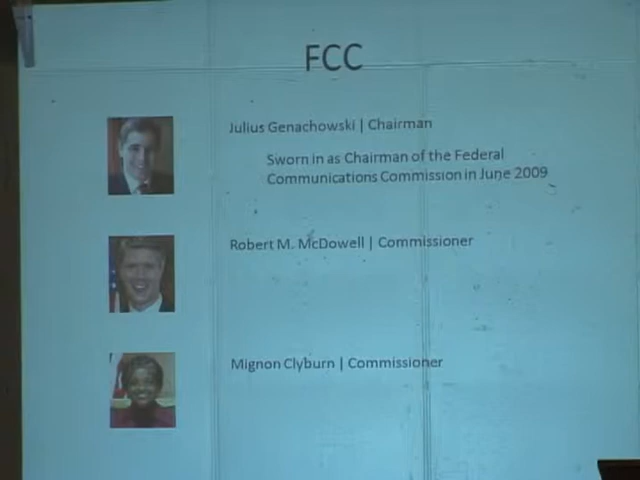 FCC
Julius Genachowski | Chairman
Sworn in as Chairman of the Federal
Communications Commission in June 2009
Robert M. McDowell | Commissioner
Mignon Clyburn | Commissioner